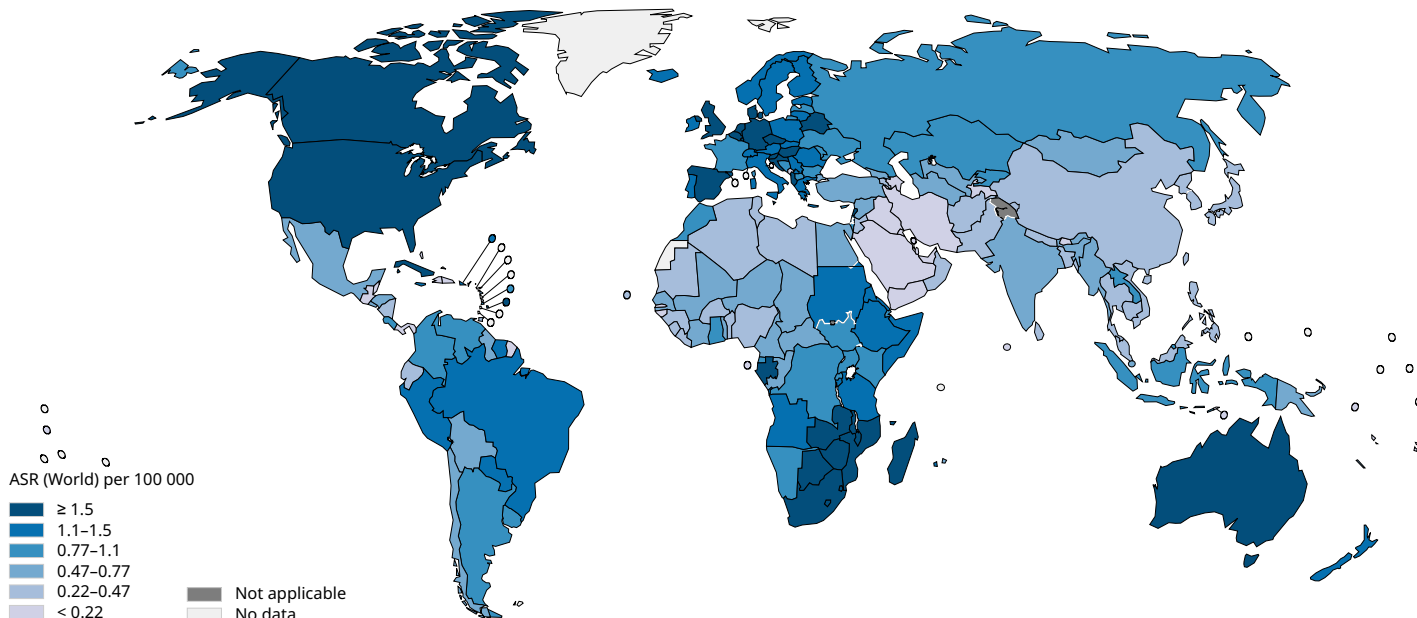 ASR (World) per 100 000
≥ 1.5
1.1–1.5
0.77–1.1
0.47–0.77
0.22–0.47
< 0.22
Not applicable
No data